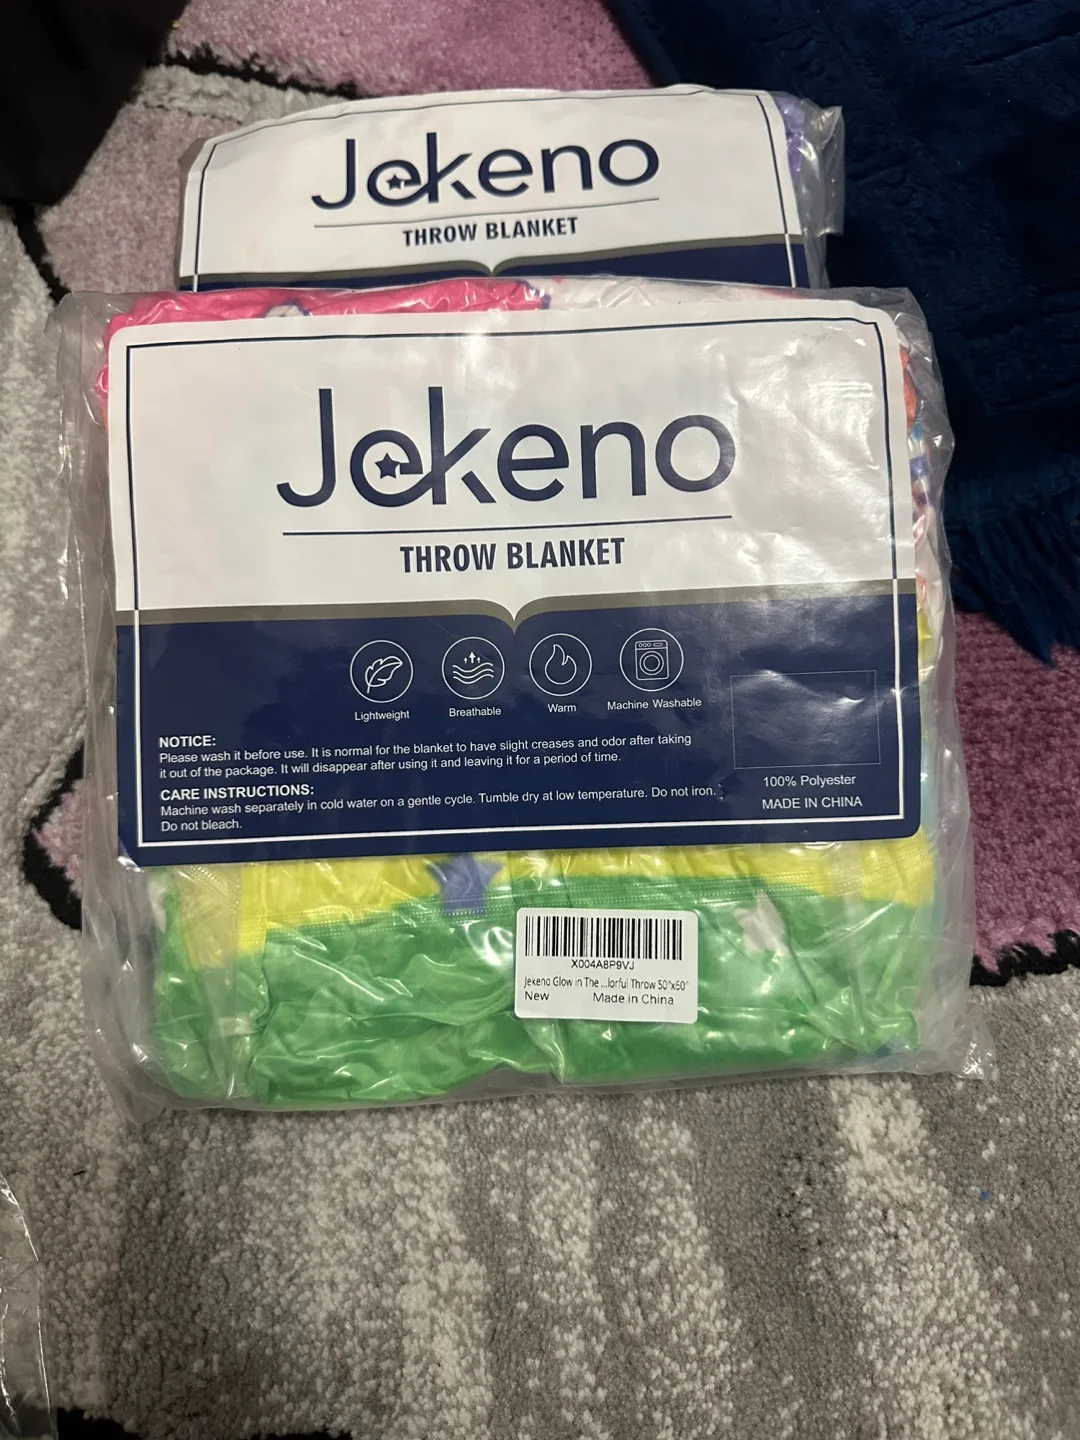 Jekeno
THROW BLANKET
Jekeno
THROW BLANKET
Lightweight
Breathable
Warm
Machine Washable
NOTICE:
Please wash it before use. It is normal for the blanket to have slight creases and odor after taking
it out of the package. It will disappear after using it and leaving it for a period of time.
CARE INSTRUCTIONS:
Machine wash separately in cold water on a gentle cycle. Tumble dry at low temperature. Do not iron.
Do not bleach.
100% Polyester
MADE IN CHINA
X004A8P9VJ
Jekeno Glow in The ...lorful Throw 50"x60"
New Made in China